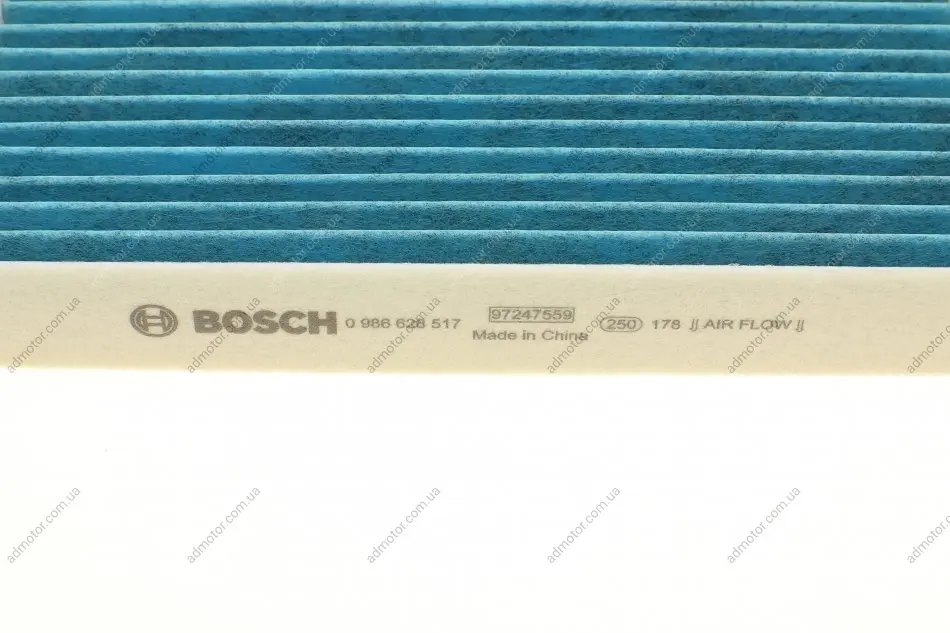 BOSCH 0 986 628 517
97247559
Made in China
250 178 AIR FLOW
admotor.com.ua